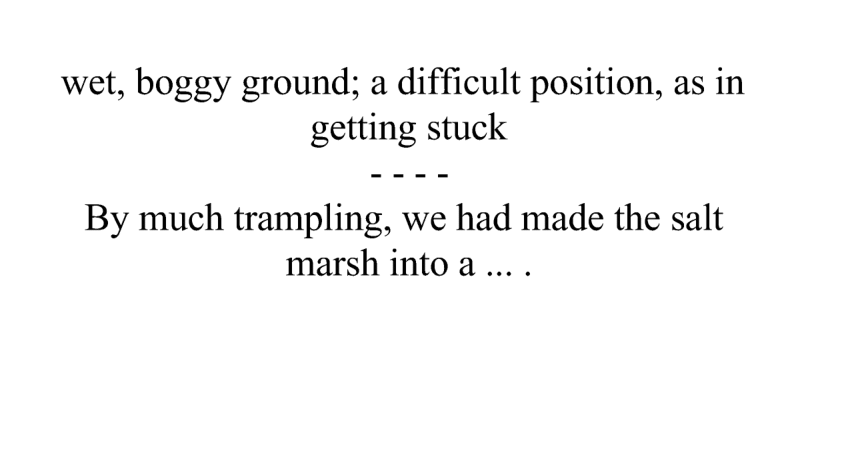 wet, boggy ground; a difficult position, as in
getting stuck
- - - -
By much trampling, we had made the salt
marsh into a ... .